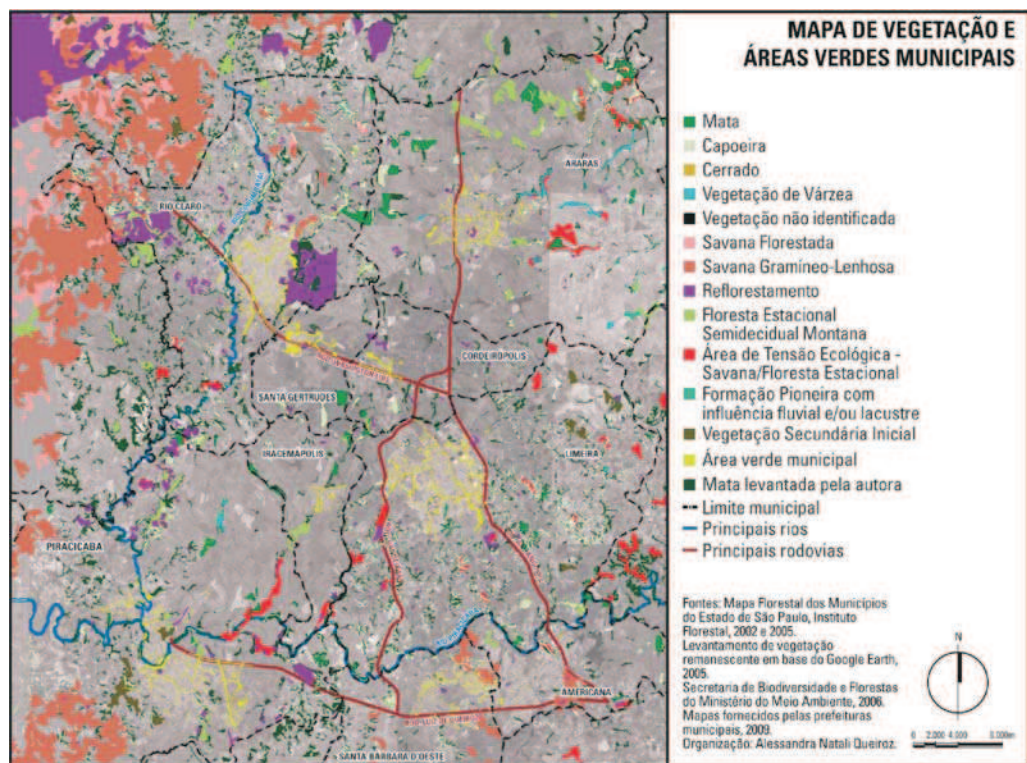 MAPA DE VEGETAÇÃO E
ÁREAS VERDES MUNICIPAIS
Mata
Capoeira
Cerrado
Vegetação de Várzea
Vegetação não identificada
Savana Florestada
Savana Gramíneo-Lenhosa
Reflorestamento
Floresta Estacional
Semidecidual Montana
Área de Tensão Ecológica -
Savana/Floresta Estacional
Formação Pioneira com
influência fluvial e/ou lacustre
Vegetação Secundária Inicial
Área verde municipal
Mata levantada pela autora
Limite municipal
Principais rios
Principais rodovias
Fontes: Mapa Florestal dos Municípios
do Estado de São Paulo, Instituto
Florestal, 2002 e 2005.
Levantamento de vegetação
remanescente em base do Google Earth,
2005.
Secretaria de Biodiversidade e Florestas
do Ministério do Meio Ambiente, 2006.
Mapas fornecidos pelas prefeituras
municipais, 2009.
Organização: Alessandra Natali Queiroz.
N
0 2.000 4.000
ARARAS
RIO CLARO
CORDEIRÓPOLIS
SANTA GERTRUDES
IRACEMÁPOLIS
LIMEIRA
PIRACICABA
AMERICANA
SANTA BÁRBARA D'OESTE